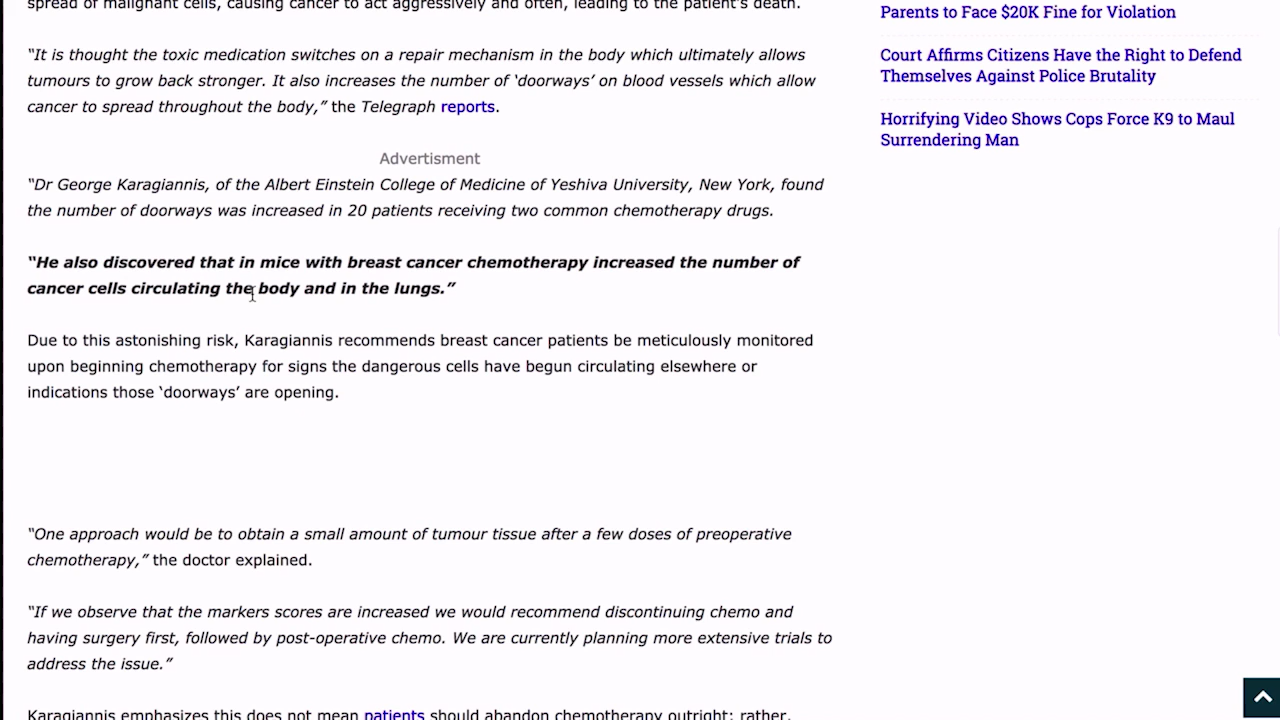 spread of malignant cells, causing cancer to act aggressively and often, leading to the patient's death.
“It is thought the toxic medication switches on a repair mechanism in the body which ultimately allows
tumours to grow back stronger. It also increases the number of ‘doorways’ on blood vessels which allow
cancer to spread throughout the body,” the Telegraph reports.
Advertisment
“Dr George Karagiannis, of the Albert Einstein College of Medicine of Yeshiva University, New York, found
the number of doorways was increased in 20 patients receiving two common chemotherapy drugs.
“He also discovered that in mice with breast cancer chemotherapy increased the number of
cancer cells circulating the body and in the lungs.”
Due to this astonishing risk, Karagiannis recommends breast cancer patients be meticulously monitored
upon beginning chemotherapy for signs the dangerous cells have begun circulating elsewhere or
indications those ‘doorways’ are opening.
“One approach would be to obtain a small amount of tumour tissue after a few doses of preoperative
chemotherapy,” the doctor explained.
“If we observe that the markers scores are increased we would recommend discontinuing chemo and
having surgery first, followed by post-operative chemo. We are currently planning more extensive trials to
address the issue.”
Karagiannis emphasizes this does not mean patients should abandon chemotherapy outright; rather,
Parents to Face $20K Fine for Violation
Court Affirms Citizens Have the Right to Defend
Themselves Against Police Brutality
Horrifying Video Shows Cops Force K9 to Maul
Surrendering Man